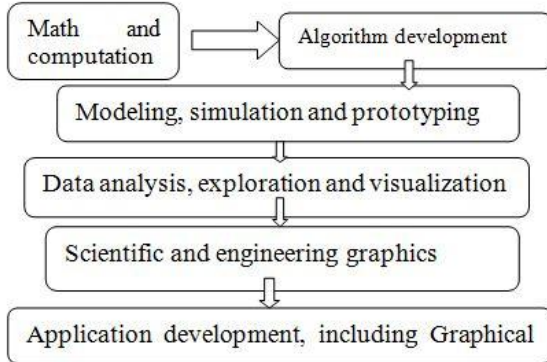 Math and
computation
Algorithm development
Modeling, simulation and prototyping
Data analysis, exploration and visualization
Scientific and engineering graphics
Application development, including Graphical